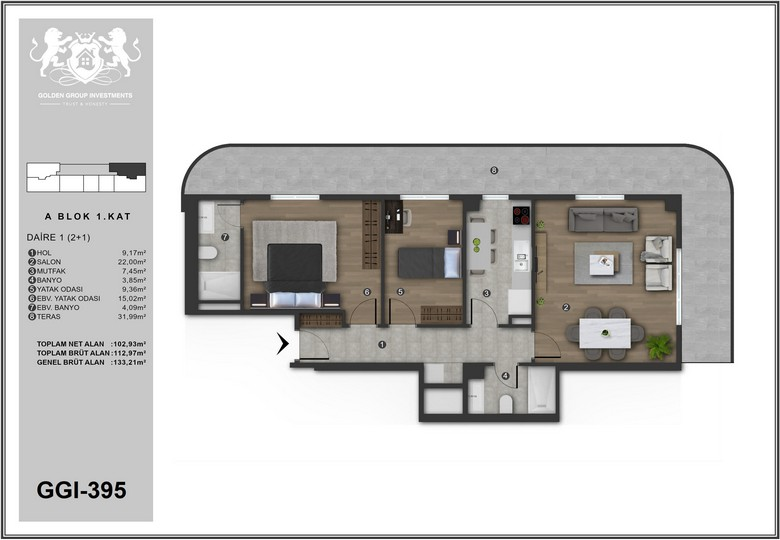 GOLDEN GROUP INVESTMENTS
TRUST & HONESTY
A BLOK 1.KAT
DAİRE 1 (2+1)
1 HOL 9,17m²
2 SALON 22,00m²
3 MUTFAK 7,45m²
4 BANYO 3,85m²
5 YATAK ODASI 9,36m²
6 EBV. YATAK ODASI 15,02m²
7 EBV. BANYO 4,09m²
8 TERAS 31,99m²
TOPLAM NET ALAN :102,93m²
TOPLAM BRÜT ALAN :112,97m²
GENEL BRÜT ALAN :133,21m²
GGI-395
8
7
6
5
3
2
1
4